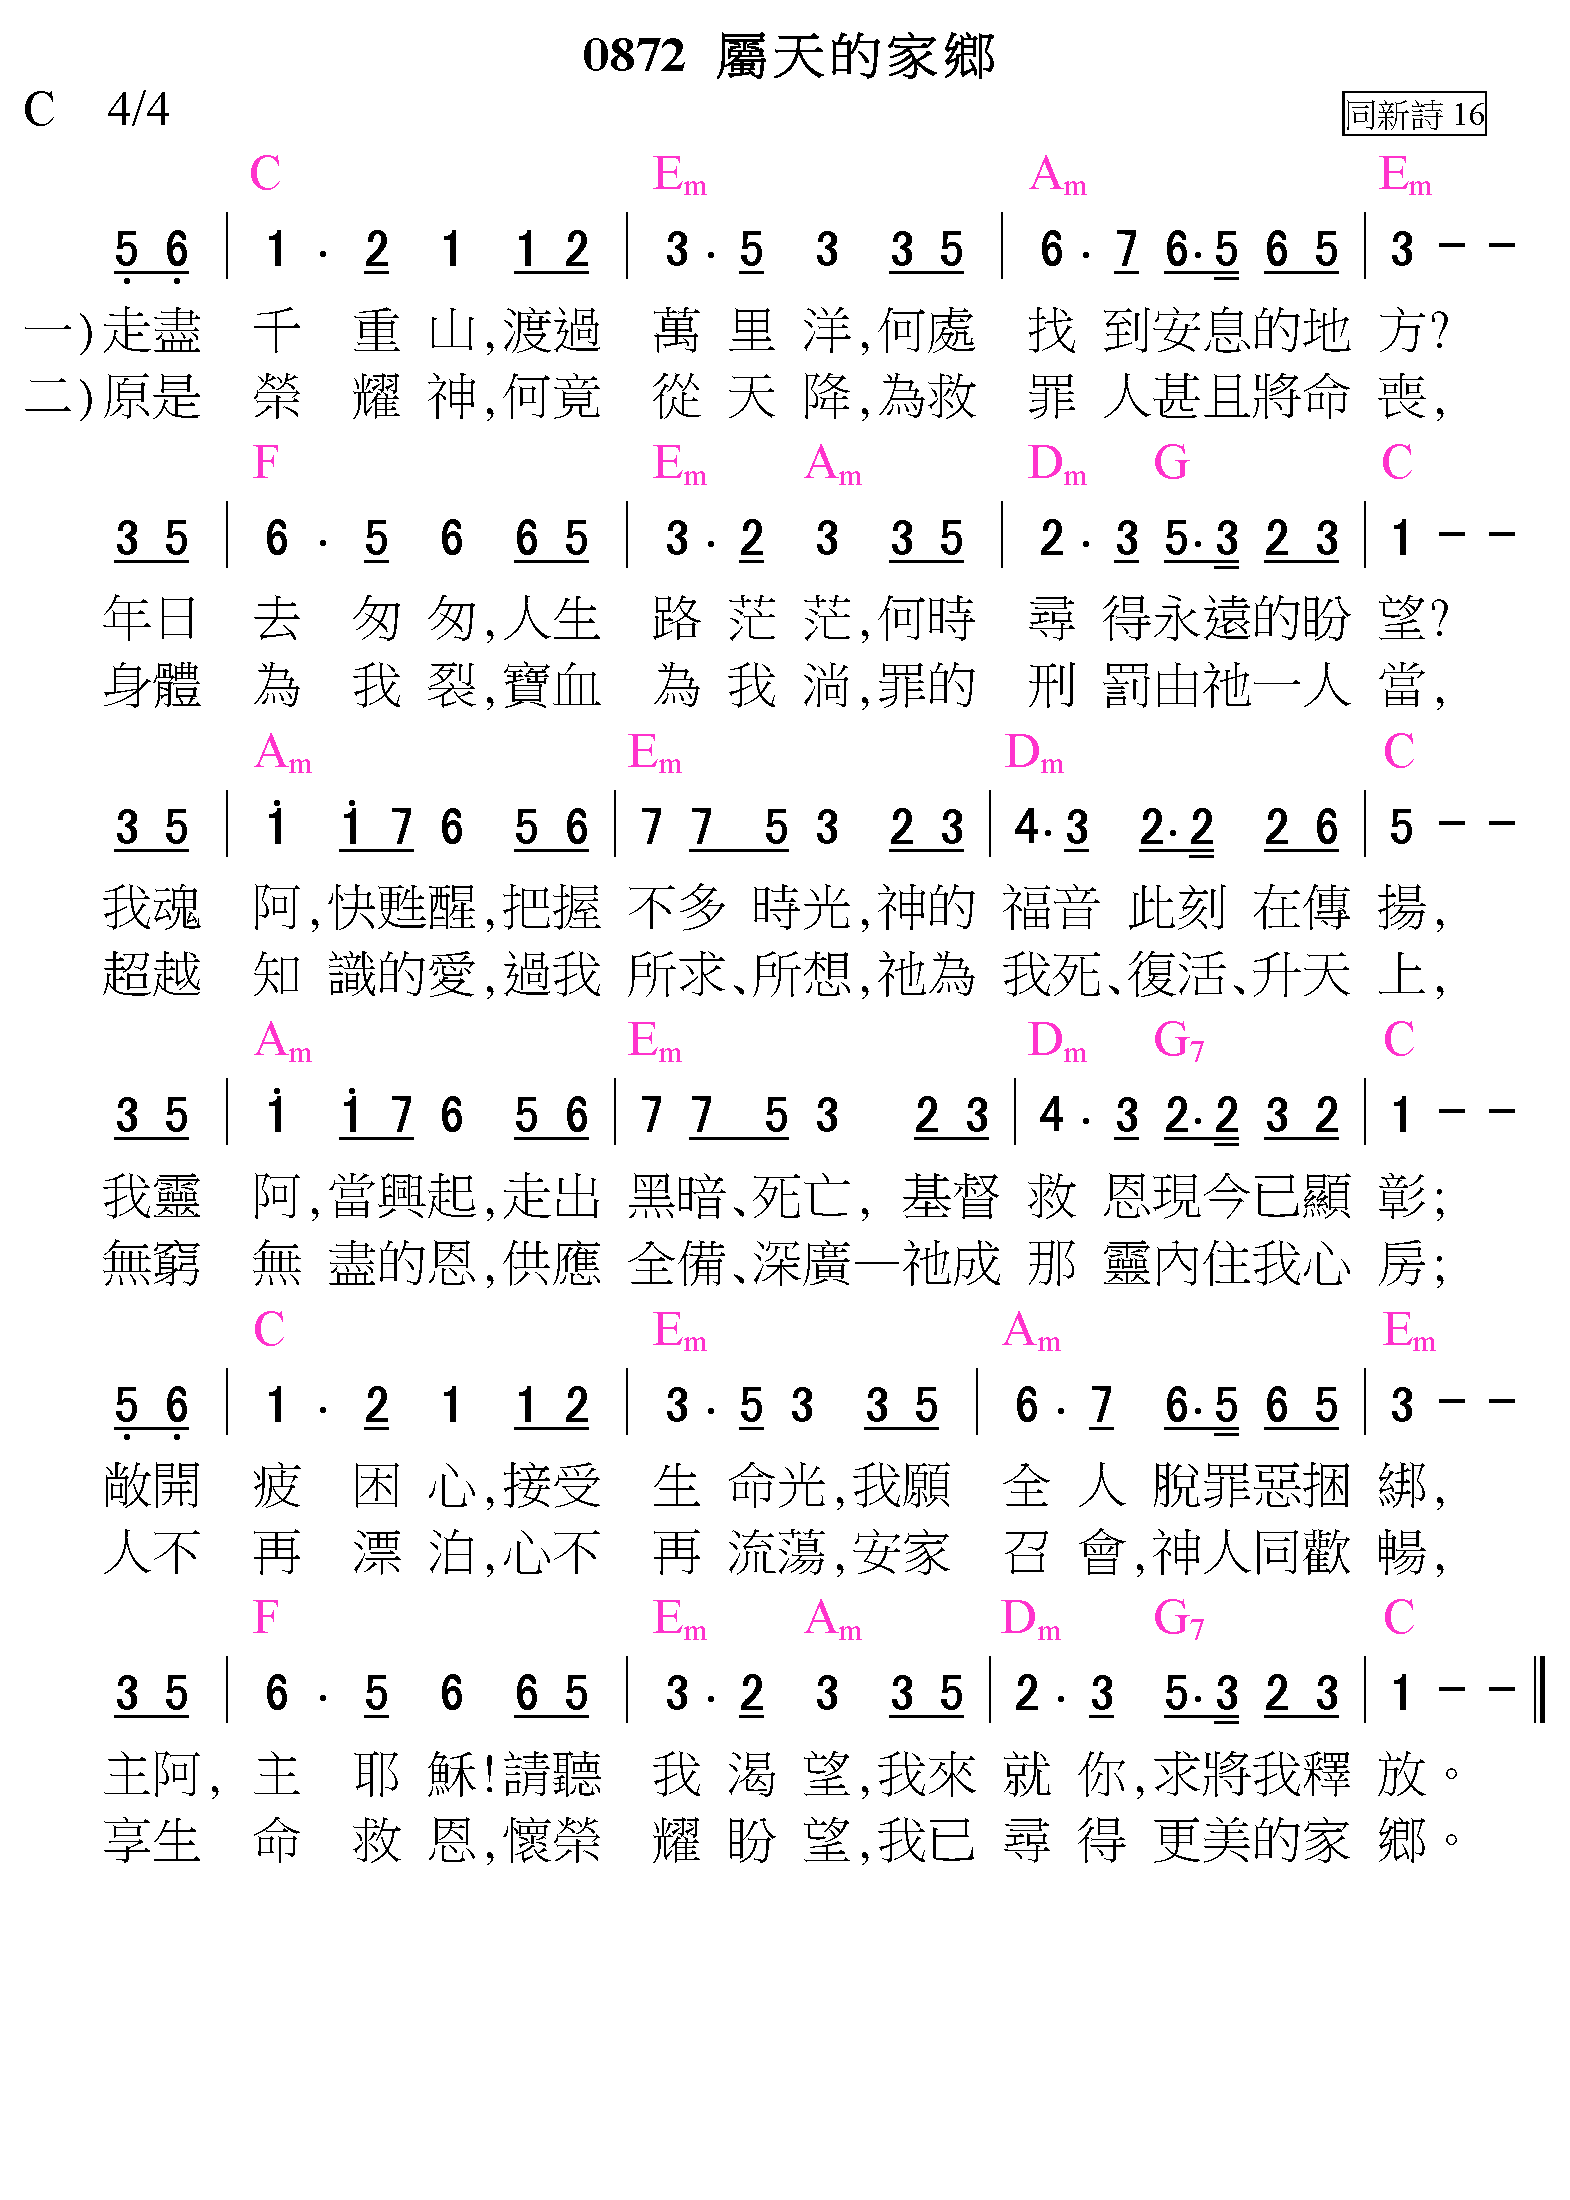 0872 屬天的家鄉
C 4/4 同新詩 16
C Em Am Em
5 6 | 1 . 2 1 1 2 | 3 . 5 3 3 5 | 6 . 7 6. 5 6 5 | 3 － －
一)走盡 千 重 山,渡過 萬 里 洋,何處 找 到安息的地 方?
二)原是 榮 耀 神,何竟 從 天 降,為救 罪 人甚且將命 喪,
F Em Am Dm G C
3 5 | 6 . 5 6 6 5 | 3 . 2 3 3 5 | 2 . 3 5. 3 2 3 | 1 － －
年日 去 匆 匆,人生 路 茫 茫,何時 尋 得永遠的盼 望?
身體 為 我 裂,寶血 為 我 淌,罪的 刑 罰由祂一人 當,
Am Em Dm C
3 5 | 1 1 7 6 5 6 | 7 7 5 3 2 3 | 4. 3 2. 2 2 6 | 5 － －
我魂 阿,快甦醒,把握 不多 時光,神的 福音 此刻 在傳 揚,
超越 知 識的愛,過我 所求、所想,祂為 我死、復活、升天 上,
Am Em Dm G7 C
3 5 | 1 1 7 6 5 6 | 7 7 5 3 2 3 | 4 . 3 2. 2 3 2 | 1 － －
我靈 阿,當興起,走出 黑暗、死亡, 基督 救 恩現今已顯 彰;
無窮 無 盡的恩,供應 全備、深廣—祂成 那 靈內住我心 房;
C Em Am Em
5 6 | 1 . 2 1 1 2 | 3 . 5 3 3 5 | 6 . 7 6. 5 6 5 | 3 － －
敞開 疲 困 心,接受 生 命光,我願 全 人 脫罪惡捆 綁,
人不 再 漂 泊,心不 再 流蕩,安家 召 會,神人同歡 暢,
F Em Am Dm G7 C
3 5 | 6 . 5 6 6 5 | 3 . 2 3 3 5 | 2 . 3 5. 3 2 3 | 1 － － ‖
主阿, 主 耶 穌!請聽 我 渴 望,我來 就 你,求將我釋 放。
享生 命 救 恩,懷榮 耀 盼 望,我已 尋 得 更美的家 鄉。